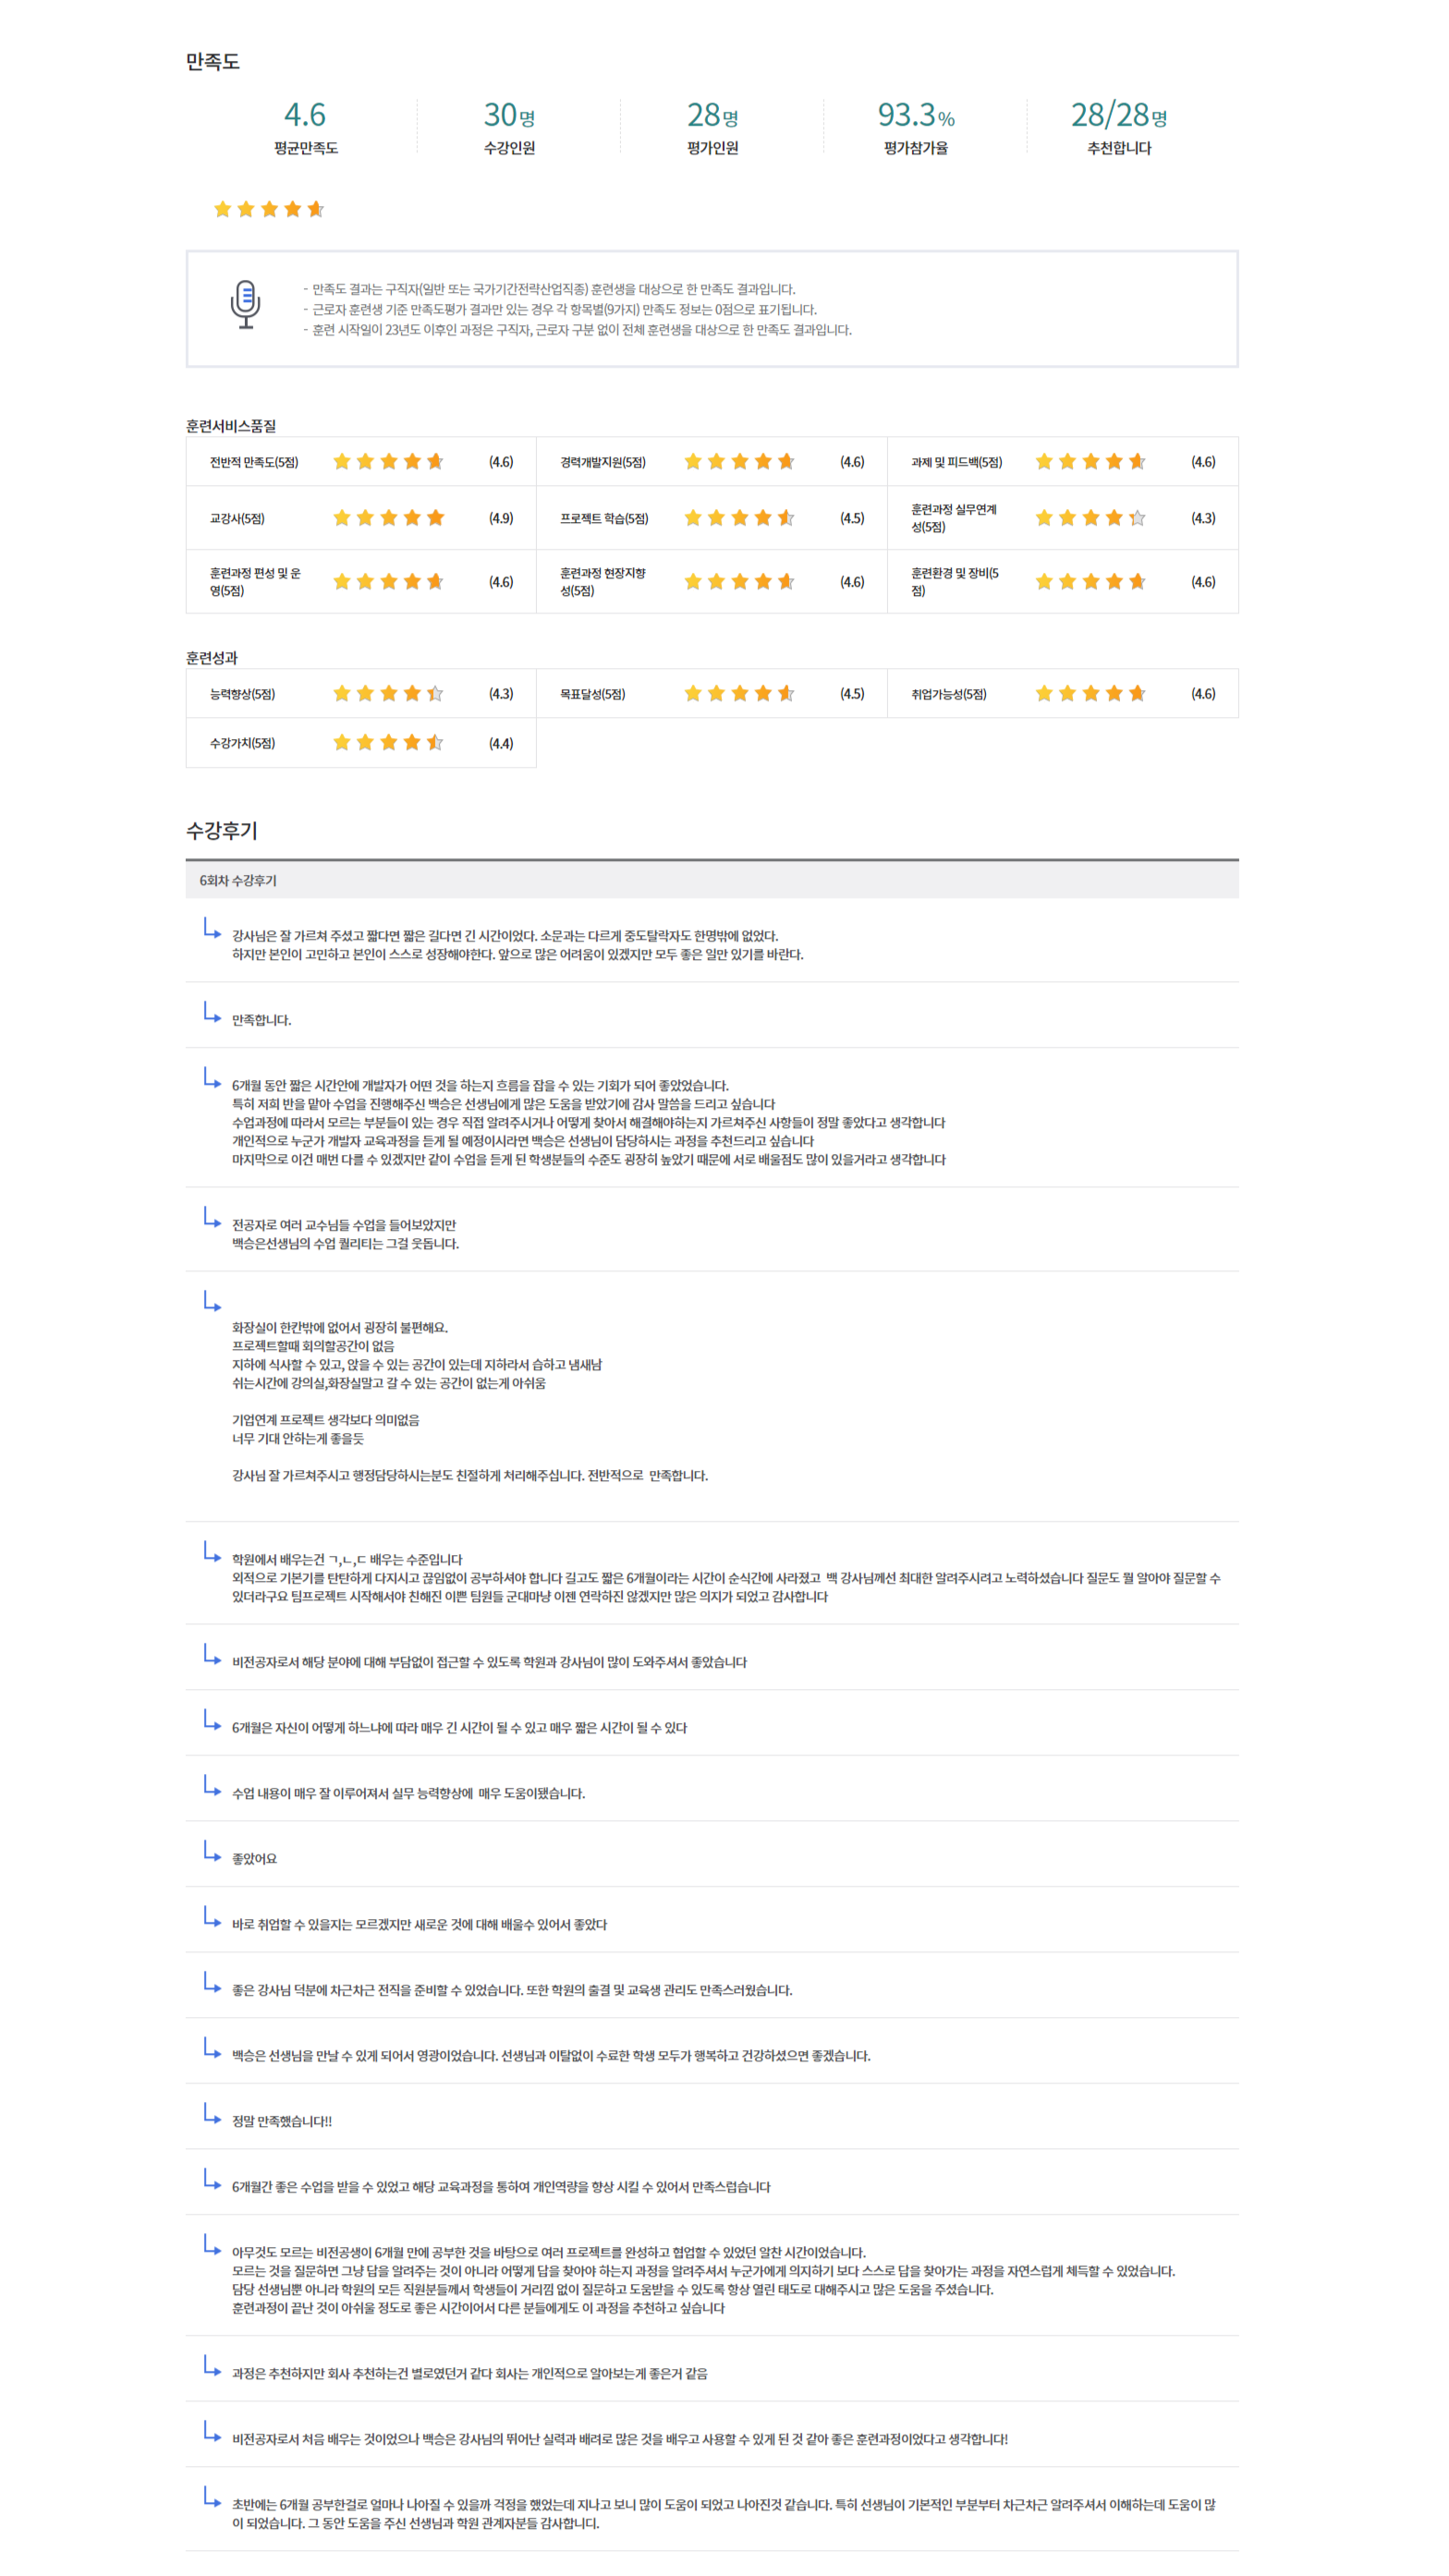 만족도
4.6
평균만족도
30명
수강인원
28명
평가인원
93.3%
평가참가율
28/28명
추천합니다
- 만족도 결과는 구직자(일반 또는 국가기간전략산업직종) 훈련생을 대상으로 한 만족도 결과입니다.
- 근로자 훈련생 기준 만족도평가 결과만 있는 경우 각 항목별(9가지) 만족도 정보는 0점으로 표기됩니다.
- 훈련 시작일이 23년도 이후인 과정은 구직자, 근로자 구분 없이 전체 훈련생을 대상으로 한 만족도 결과입니다.
훈련서비스품질
전반적 만족도(5점) (4.6)
경력개발지원(5점) (4.6)
과제 및 피드백(5점) (4.6)
교강사(5점) (4.9)
프로젝트 학습(5점) (4.5)
훈련과정 실무연계
성(5점) (4.3)
훈련과정 편성 및 운
영(5점) (4.6)
훈련과정 현장지향
성(5점) (4.6)
훈련환경 및 장비(5
점) (4.6)
훈련성과
능력향상(5점) (4.3)
목표달성(5점) (4.5)
취업가능성(5점) (4.6)
수강가치(5점) (4.4)
수강후기
6회차 수강후기
강사님은 잘 가르쳐 주셨고 짧다면 짧은 길다면 긴 시간이었다. 소문과는 다르게 중도탈락자도 한명밖에 없었다.
하지만 본인이 고민하고 본인이 스스로 성장해야한다. 앞으로 많은 어려움이 있겠지만 모두 좋은 일만 있기를 바란다.
만족합니다.
6개월 동안 짧은 시간안에 개발자가 어떤 것을 하는지 흐름을 잡을 수 있는 기회가 되어 좋았었습니다.
특히 저희 반을 맡아 수업을 진행해주신 백승은 선생님에게 많은 도움을 받았기에 감사 말씀을 드리고 싶습니다
수업과정에 따라서 모르는 부분들이 있는 경우 직접 알려주시거나 어떻게 찾아서 해결해야하는지 가르쳐주신 사항들이 정말 좋았다고 생각합니다
개인적으로 누군가 개발자 교육과정을 듣게 될 예정이시라면 백승은 선생님이 담당하시는 과정을 추천드리고 싶습니다
마지막으로 이건 매번 다를 수 있겠지만 같이 수업을 듣게 된 학생분들의 수준도 굉장히 높았기 때문에 서로 배울점도 많이 있을거라고 생각합니다
전공자로 여러 교수님들 수업을 들어보았지만
백승은선생님의 수업 퀄리티는 그걸 웃돕니다.
화장실이 한칸밖에 없어서 굉장히 불편해요.
프로젝트할때 회의할공간이 없음
지하에 식사할 수 있고, 앉을 수 있는 공간이 있는데 지하라서 습하고 냄새남
쉬는시간에 강의실,화장실말고 갈 수 있는 공간이 없는게 아쉬움
기업연계 프로젝트 생각보다 의미없음
너무 기대 안하는게 좋을듯
강사님 잘 가르쳐주시고 행정담당하시는분도 친절하게 처리해주십니다. 전반적으로  만족합니다.
학원에서 배우는건 ㄱ,ㄴ,ㄷ 배우는 수준입니다
외적으로 기본기를 탄탄하게 다지시고 끊임없이 공부하셔야 합니다 길고도 짧은 6개월이라는 시간이 순식간에 사라졌고  백 강사님께선 최대한 알려주시려고 노력하셨습니다 질문도 뭘 알아야 질문할 수
있더라구요 팀프로젝트 시작해서야 친해진 이쁜 팀원들 군대마냥 이젠 연락하진 않겠지만 많은 의지가 되었고 감사합니다
비전공자로서 해당 분야에 대해 부담없이 접근할 수 있도록 학원과 강사님이 많이 도와주셔서 좋았습니다
6개월은 자신이 어떻게 하느냐에 따라 매우 긴 시간이 될 수 있고 매우 짧은 시간이 될 수 있다
수업 내용이 매우 잘 이루어져서 실무 능력향상에  매우 도움이됐습니다.
좋았어요
바로 취업할 수 있을지는 모르겠지만 새로운 것에 대해 배울수 있어서 좋았다
좋은 강사님 덕분에 차근차근 전직을 준비할 수 있었습니다. 또한 학원의 출결 및 교육생 관리도 만족스러웠습니다.
백승은 선생님을 만날 수 있게 되어서 영광이었습니다. 선생님과 이탈없이 수료한 학생 모두가 행복하고 건강하셨으면 좋겠습니다.
정말 만족했습니다!!
6개월간 좋은 수업을 받을 수 있었고 해당 교육과정을 통하여 개인역량을 향상 시킬 수 있어서 만족스럽습니다
아무것도 모르는 비전공생이 6개월 만에 공부한 것을 바탕으로 여러 프로젝트를 완성하고 협업할 수 있었던 알찬 시간이었습니다.
모르는 것을 질문하면 그냥 답을 알려주는 것이 아니라 어떻게 답을 찾아야 하는지 과정을 알려주셔서 누군가에게 의지하기 보다 스스로 답을 찾아가는 과정을 자연스럽게 체득할 수 있었습니다.
담당 선생님뿐 아니라 학원의 모든 직원분들께서 학생들이 거리낌 없이 질문하고 도움받을 수 있도록 항상 열린 태도로 대해주시고 많은 도움을 주셨습니다.
훈련과정이 끝난 것이 아쉬울 정도로 좋은 시간이어서 다른 분들에게도 이 과정을 추천하고 싶습니다
과정은 추천하지만 회사 추천하는건 별로였던거 같다 회사는 개인적으로 알아보는게 좋은거 같음
비전공자로서 처음 배우는 것이었으나 백승은 강사님의 뛰어난 실력과 배려로 많은 것을 배우고 사용할 수 있게 된 것 같아 좋은 훈련과정이었다고 생각합니다!
초반에는 6개월 공부한걸로 얼마나 나아질 수 있을까 걱정을 했었는데 지나고 보니 많이 도움이 되었고 나아진것 같습니다. 특히 선생님이 기본적인 부분부터 차근차근 알려주셔서 이해하는데 도움이 많
이 되었습니다. 그 동안 도움을 주신 선생님과 학원 관계자분들 감사합니디.